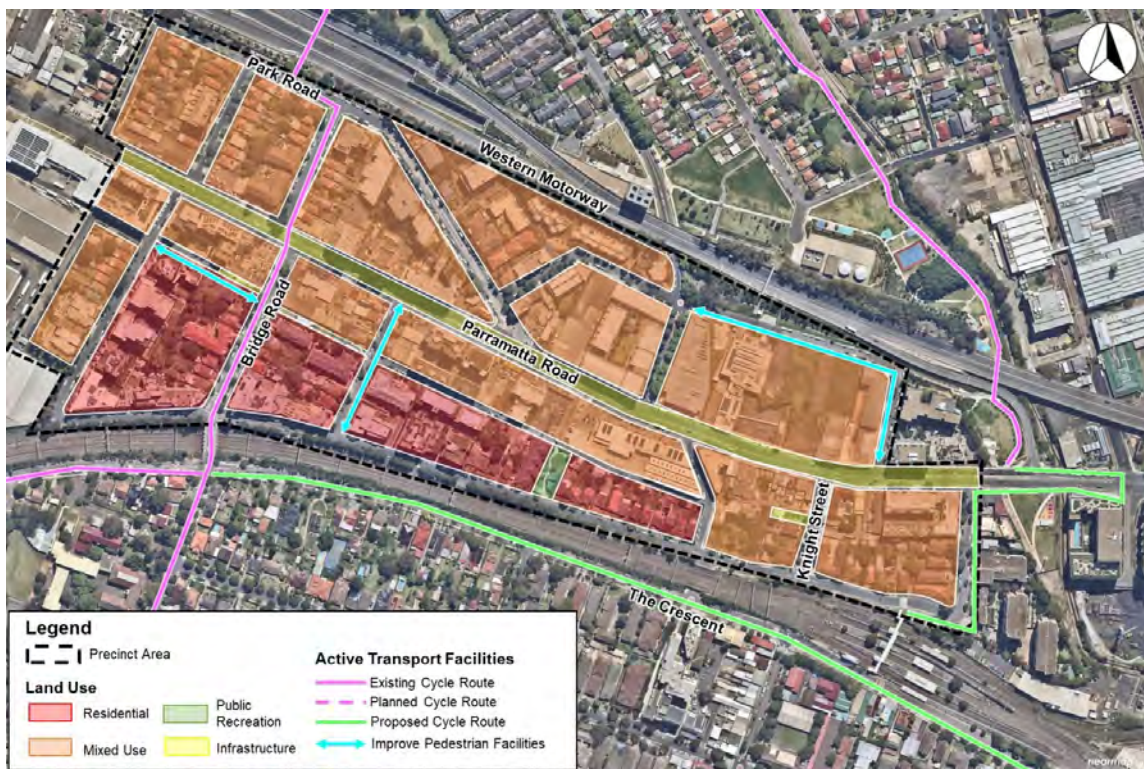 Park Road
Western Motorway
Bridge Road
Parramatta Road
Knight Street
The Crescent
Legend
Precinct Area
Land Use
Residential
Public
Recreation
Mixed Use
Infrastructure
Active Transport Facilities
Existing Cycle Route
Planned Cycle Route
Proposed Cycle Route
Improve Pedestrian Facilities
nearmap